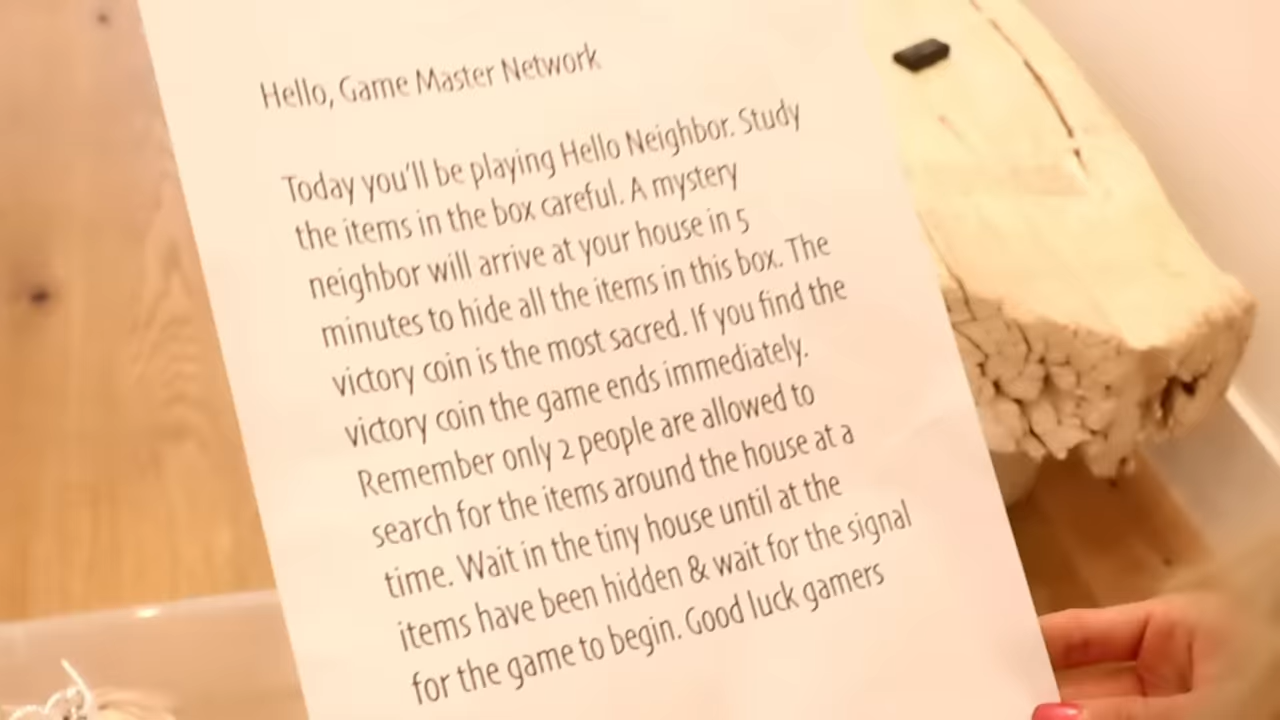 Hello, Game Master Network
Today you'll be playing Hello Neighbor. Study
the items in the box careful. A mystery
neighbor will arrive at your house in 5
minutes to hide all the items in this box. The
victory coin is the most sacred. If you find the
victory coin the game ends immediately.
Remember only 2 people are allowed to
search for the items around the house at a
time. Wait in the tiny house until at the
items have been hidden & wait for the signal
for the game to begin. Good luck gamers